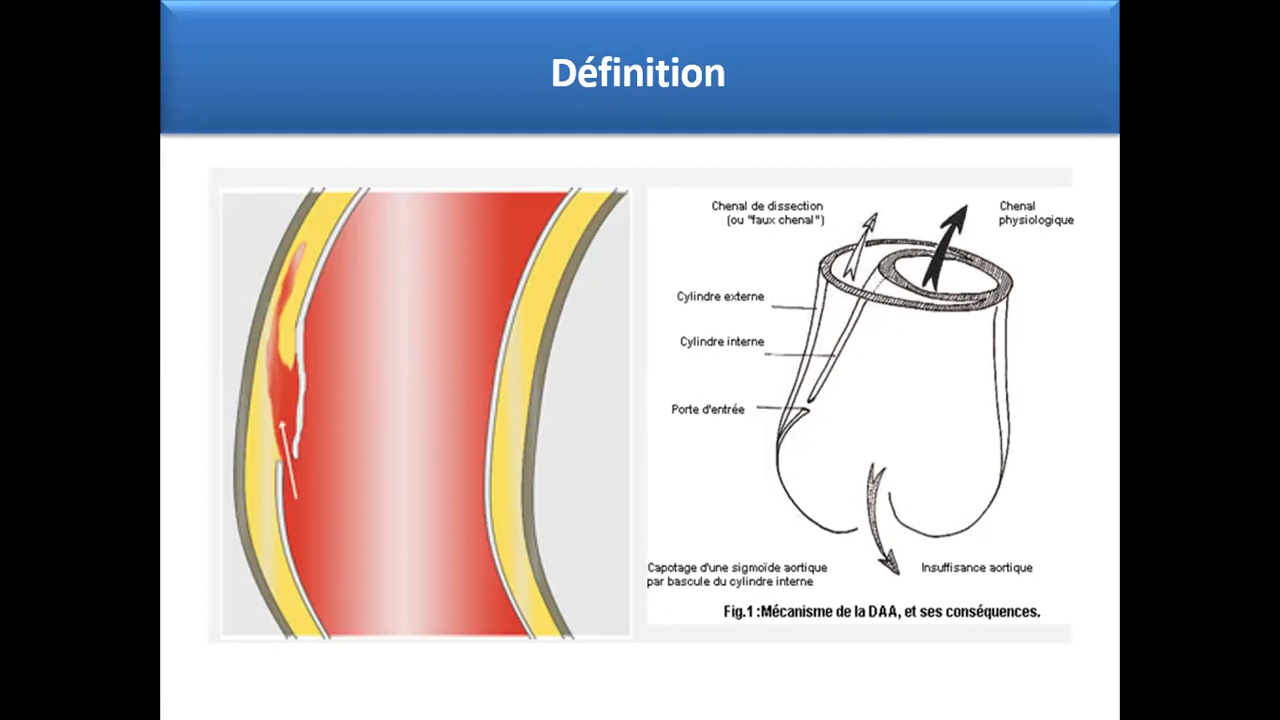 Définition
Chenal de dissection
(ou "faux chenal")
Chenal
physiologique
Cylindre externe
Cylindre interne
Porte d'entrée
Capotage d'une sigmoïde aortique
par bascule du cylindre interne
Insuffisance aortique
Fig.1 :Mécanisme de la DAA, et ses conséquences.